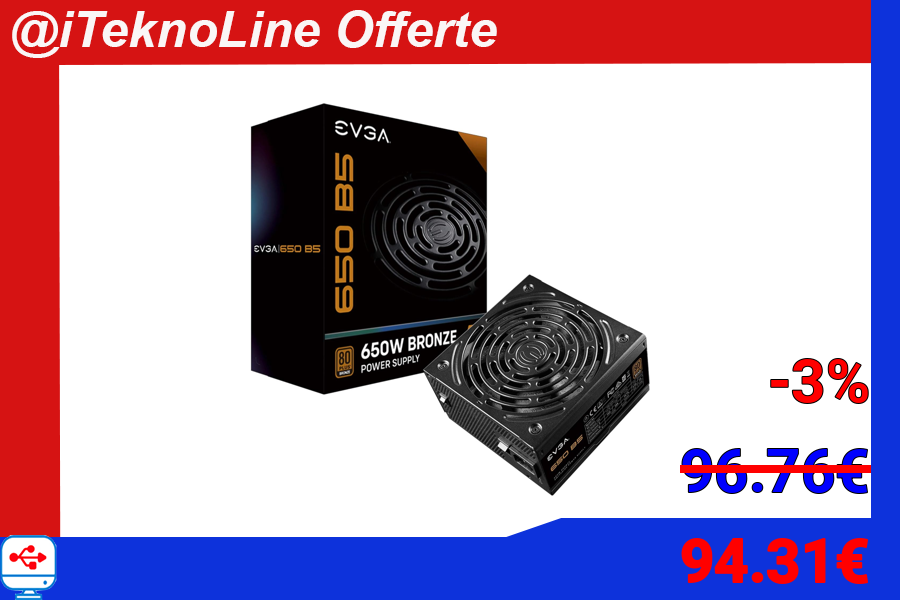 @iTeknoLine Offerte
EVGA
650 B5
EVGA 650 B5
650W BRONZE
POWER SUPPLY
80
PLUS
BRONZE
EVGA
650 B5
-3%
96.76€
94.31€